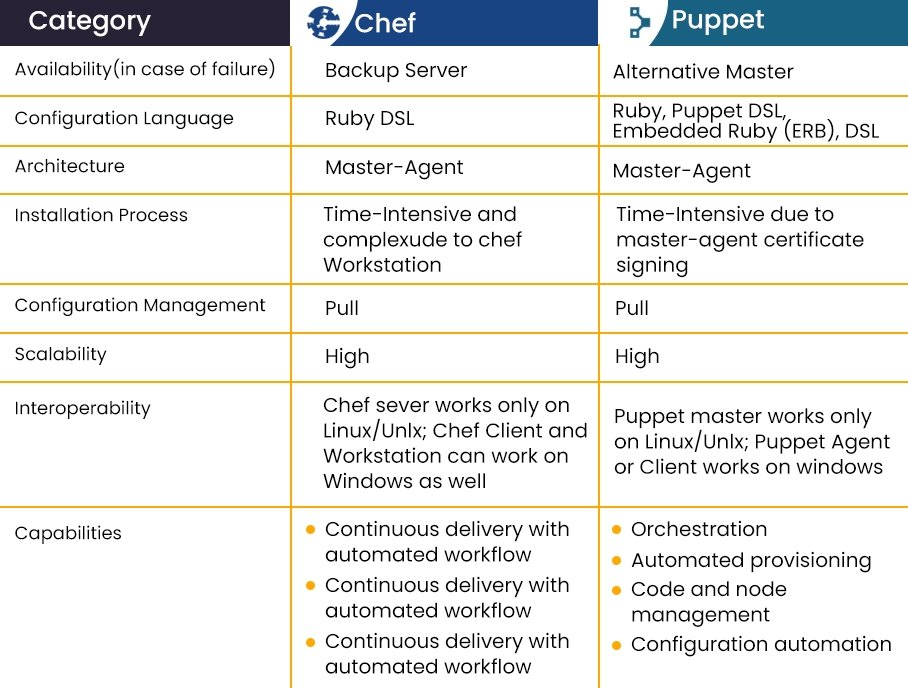 Category
Chef
Puppet
Availability(in case of failure)
Backup Server
Alternative Master
Configuration Language
Ruby DSL
Ruby, Puppet DSL,
Embedded Ruby (ERB), DSL
Architecture
Master-Agent
Master-Agent
Installation Process
Time-Intensive and
complexude to chef
Workstation
Time-Intensive due to
master-agent certificate
signing
Configuration Management
Pull
Pull
Scalability
High
High
Interoperability
Chef sever works only on
Linux/Unlx; Chef Client and
Workstation can work on
Windows as well
Puppet master works only
on Linux/Unlx; Puppet Agent
or Client works on windows
Capabilities
Continuous delivery with
automated workflow
Continuous delivery with
automated workflow
Continuous delivery with
automated workflow
Orchestration
Automated provisioning
Code and node
management
Configuration automation